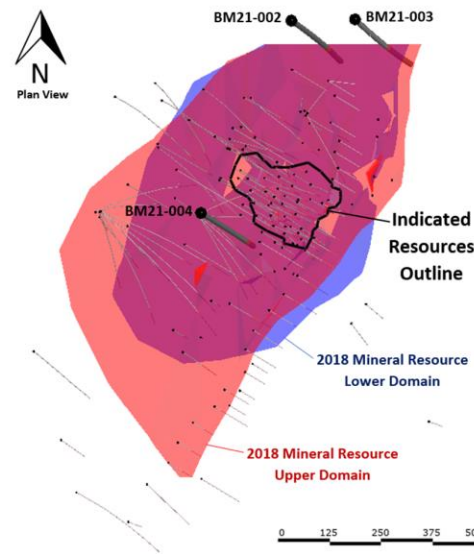 BM21-002
BM21-003
N
Plan View
BM21-004
Indicated
Resources
Outline
2018 Mineral Resource
Lower Domain
2018 Mineral Resource
Upper Domain
0 125 250 375